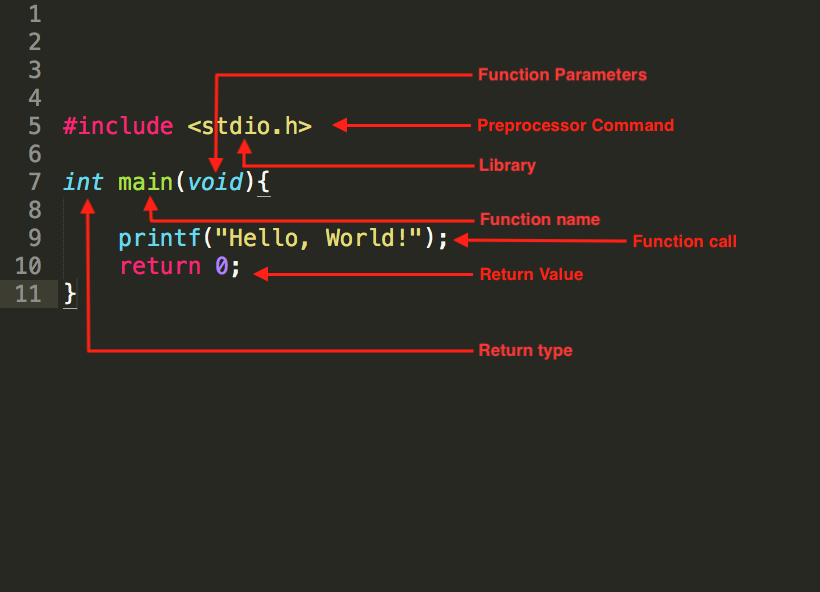 1
2
3 Function Parameters
4
5 #include <stdio.h> Preprocessor Command
6 Library
7 int main(void){
8 Function name
9 printf("Hello, World!"); Function call
10 return 0; Return Value
11 }
Return type